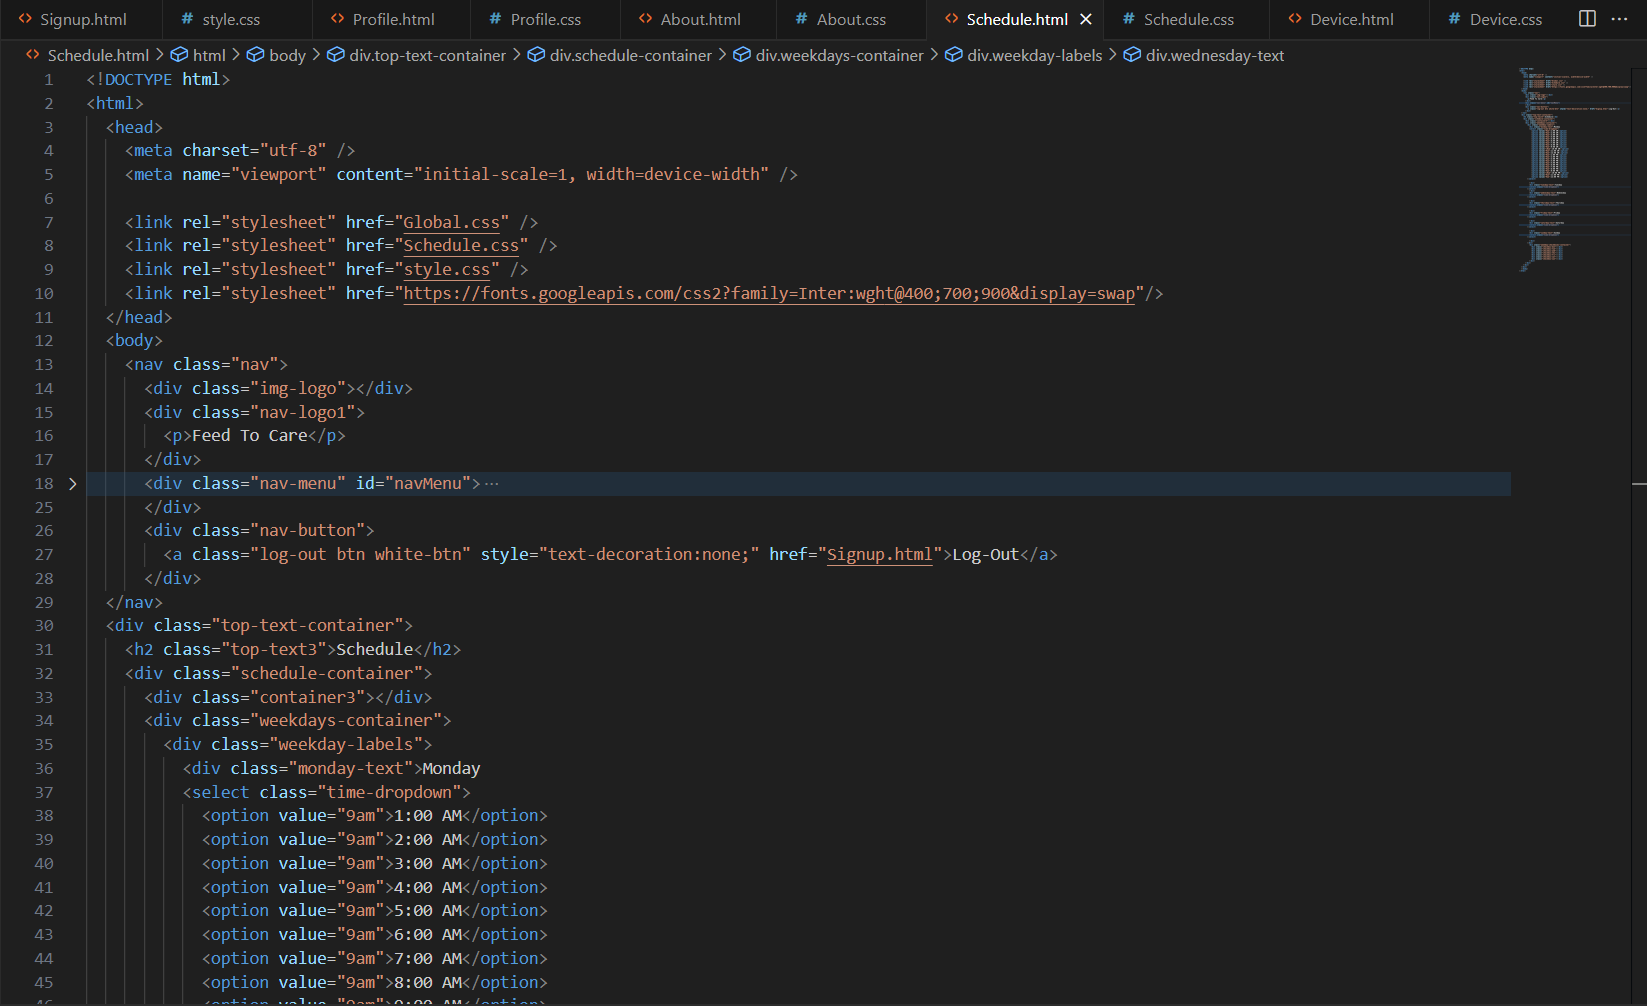 Signup.html # style.css Profile.html # Profile.css About.html # About.css Schedule.html # Schedule.css Device.html # Device.css
Schedule.html > html > body > div.top-text-container > div.schedule-container > div.weekdays-container > div.weekday-labels > div.wednesday-text
1 <!DOCTYPE html>
2 <html>
3 <head>
4 <meta charset="utf-8" />
5 <meta name="viewport" content="initial-scale=1, width=device-width" />
6
7 <link rel="stylesheet" href="Global.css" />
8 <link rel="stylesheet" href="Schedule.css" />
9 <link rel="stylesheet" href="style.css" />
10 <link rel="stylesheet" href="https://fonts.googleapis.com/css2?family=Inter:wght@400;700;900&display=swap"/>
11 </head>
12 <body>
13 <nav class="nav">
14 <div class="img-logo"></div>
15 <div class="nav-logo1">
16 <p>Feed To Care</p>
17 </div>
18 <div class="nav-menu" id="navMenu">…
25 </div>
26 <div class="nav-button">
27 <a class="log-out btn white-btn" style="text-decoration:none;" href="Signup.html">Log-Out</a>
28 </div>
29 </nav>
30 <div class="top-text-container">
31 <h2 class="top-text3">Schedule</h2>
32 <div class="schedule-container">
33 <div class="container3"></div>
34 <div class="weekdays-container">
35 <div class="weekday-labels">
36 <div class="monday-text">Monday
37 <select class="time-dropdown">
38 <option value="9am">1:00 AM</option>
39 <option value="9am">2:00 AM</option>
40 <option value="9am">3:00 AM</option>
41 <option value="9am">4:00 AM</option>
42 <option value="9am">5:00 AM</option>
43 <option value="9am">6:00 AM</option>
44 <option value="9am">7:00 AM</option>
45 <option value="9am">8:00 AM</option>
46 <option value="9am">9:00 AM</option>